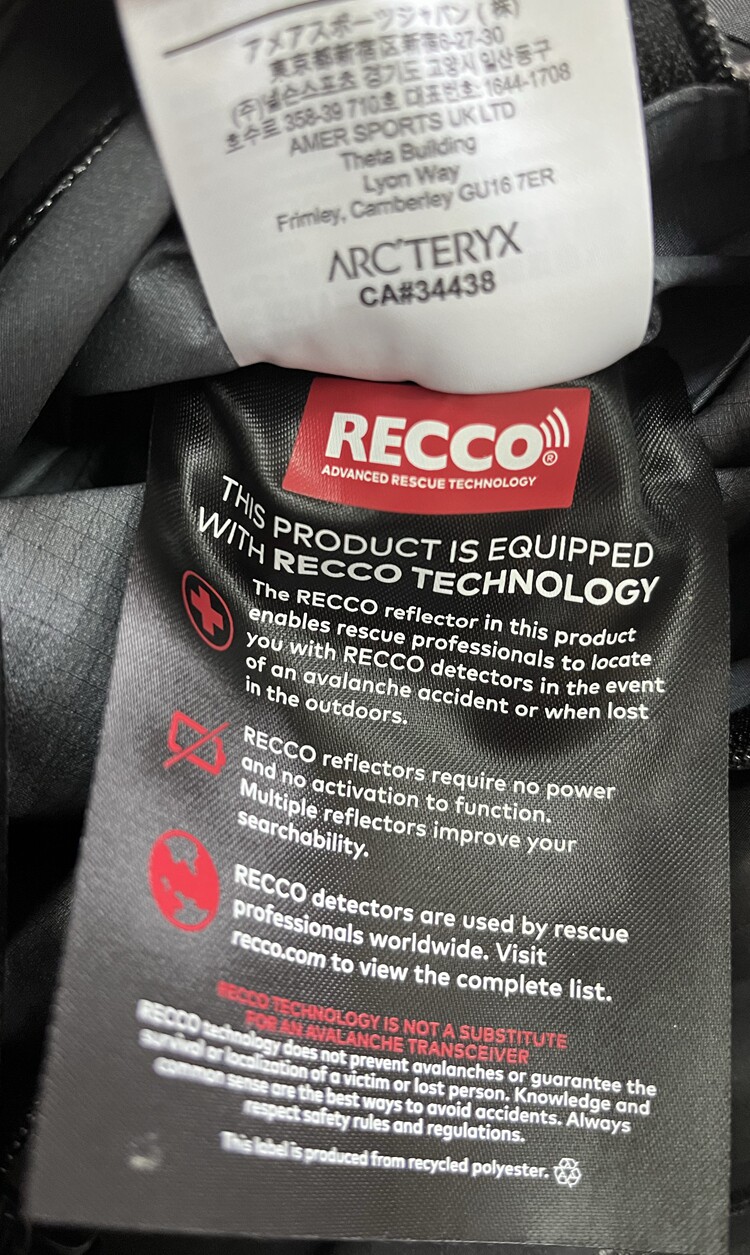 アメアスポーツジャパン(株)
東京都新宿区新宿6-27-30
(주)넬슨스포츠 경기도 고양시 일산동구
호수로 358-39 710호 대표번호: 1644-1708
AMER SPORTS UK LTD
Theta Building
Lyon Way
Frimley, Camberley GU16 7ER
ARC'TERYX
CA#34438
RECCO®
ADVANCED RESCUE TECHNOLOGY
THIS PRODUCT IS EQUIPPED
WITH RECCO TECHNOLOGY
The RECCO reflector in this product
enables rescue professionals to locate
you with RECCO detectors in the event
of an avalanche accident or when lost
in the outdoors.
RECCO reflectors require no power
and no activation to function.
Multiple reflectors improve your
searchability.
RECCO detectors are used by rescue
professionals worldwide. Visit
recco.com to view the complete list.
RECCO TECHNOLOGY IS NOT A SUBSTITUTE
FOR AN AVALANCHE TRANSCEIVER
RECCO technology does not prevent avalanches or guarantee the
survival or localization of a victim or lost person. Knowledge and
common sense are the best ways to avoid accidents. Always
respect safety rules and regulations.
This label is produced from recycled polyester.